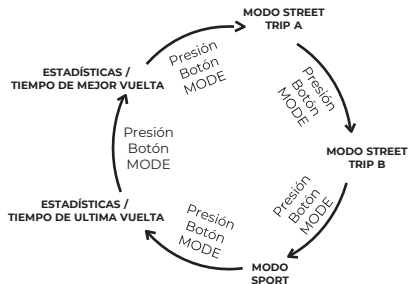 MODO STREET
TRIP A
Presión
Botón
MODE
MODO STREET
TRIP B
Presión
Botón
MODE
MODO
SPORT
Presión
Botón
MODE
ESTADÍSTICAS /
TIEMPO DE ULTIMA VUELTA
Presión
Botón
MODE
ESTADÍSTICAS /
TIEMPO DE MEJOR VUELTA
Presión
Botón
MODE